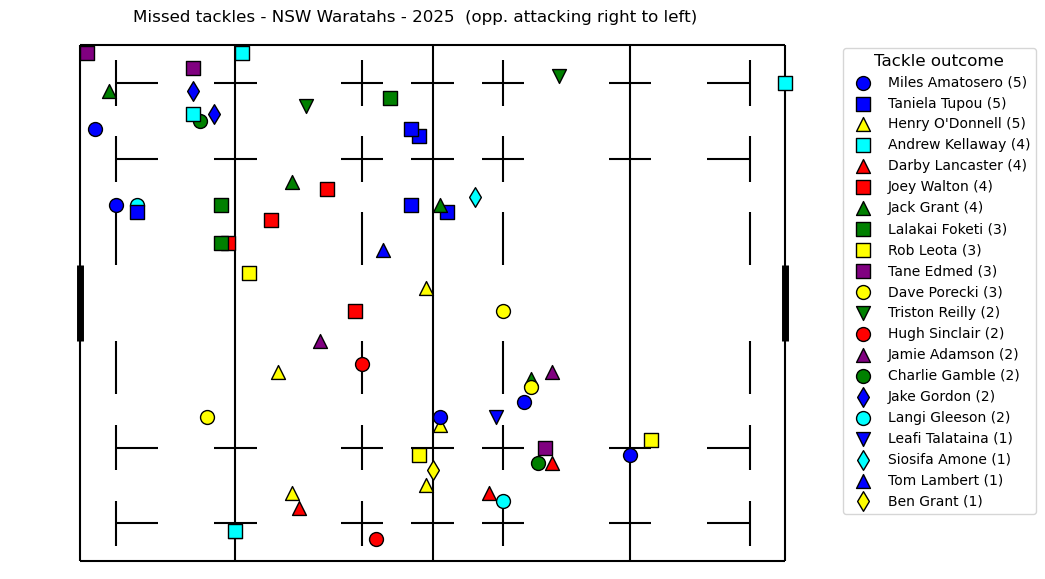 Missed tackles - NSW Waratahs - 2025  (opp. attacking right to left)
Tackle outcome
Miles Amatosero (5)
Taniela Tupou (5)
Henry O'Donnell (5)
Andrew Kellaway (4)
Darby Lancaster (4)
Joey Walton (4)
Jack Grant (4)
Lalakai Foketi (3)
Rob Leota (3)
Tane Edmed (3)
Dave Porecki (3)
Triston Reilly (2)
Hugh Sinclair (2)
Jamie Adamson (2)
Charlie Gamble (2)
Jake Gordon (2)
Langi Gleeson (2)
Leafi Talataina (1)
Siosifa Amone (1)
Tom Lambert (1)
Ben Grant (1)